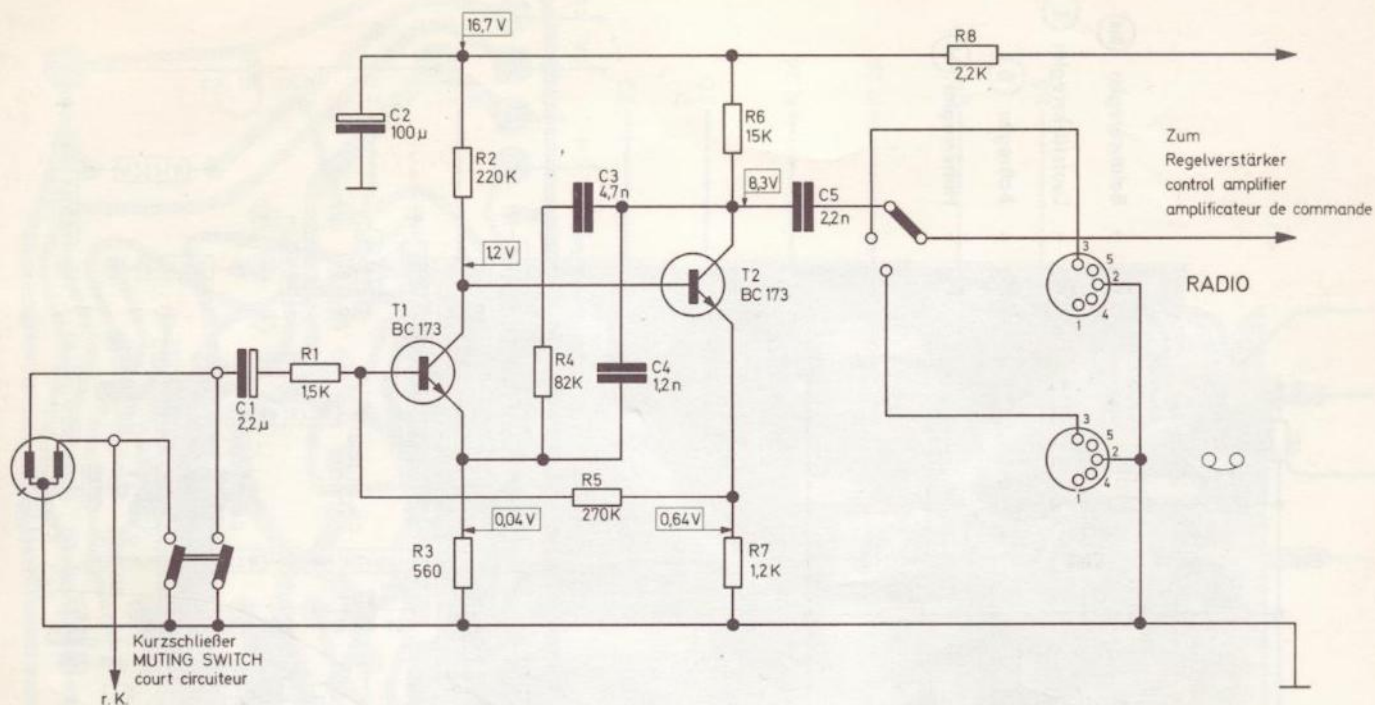 16,7 V
R8
2,2K
C2
100µ
R2
220K
R6
15K
Zum
Regelverstärker
control amplifier
amplificateur de commande
C3
4,7n
8,3V
C5
2,2n
1,2 V
3
5
2
4
1
RADIO
T2
BC 173
T1
BC 173
R1
1,5K
C1
2,2µ
R4
82K
C4
1,2n
3
5
2
4
1
R5
270K
0,04V
0,64V
R3
560
R7
1,2K
Kurzschließer
MUTING SWITCH
court circuiteur
r. K.